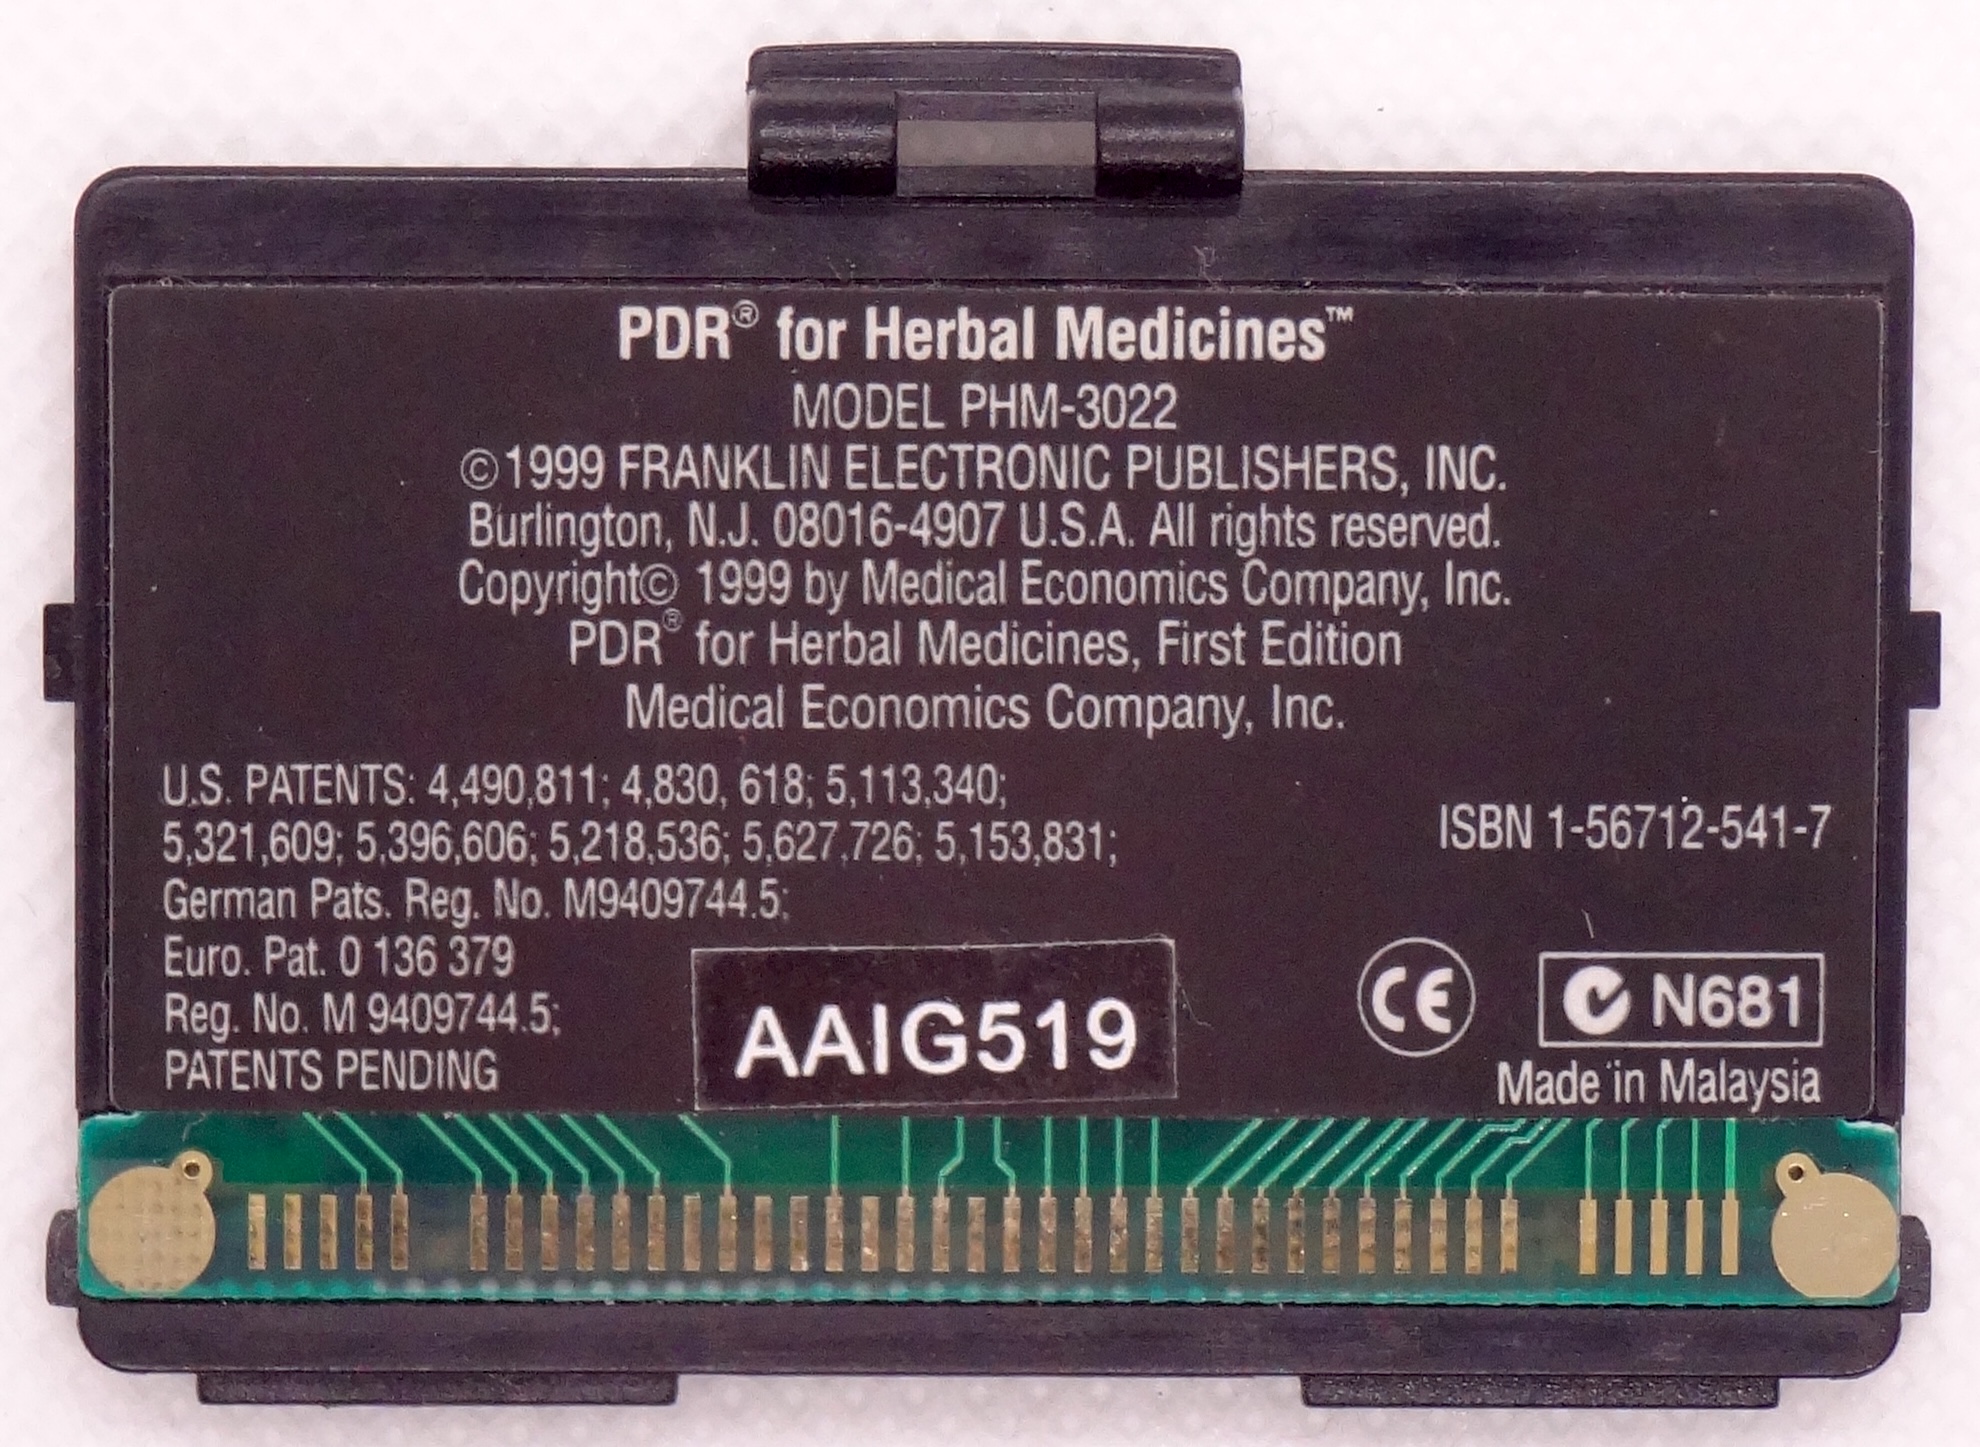 PDR® for Herbal Medicines™
MODEL PHM-3022
©1999 FRANKLIN ELECTRONIC PUBLISHERS, INC.
Burlington, N.J. 08016-4907 U.S.A. All rights reserved.
Copyright© 1999 by Medical Economics Company, Inc.
PDR® for Herbal Medicines, First Edition
Medical Economics Company, Inc.
U.S. PATENTS: 4,490,811; 4,830, 618; 5,113,340;
5,321,609; 5,396,606; 5,218,536; 5,627,726; 5,153,831;
German Pats. Reg. No. M9409744.5;
Euro. Pat. 0 136 379
Reg. No. M 9409744.5;
PATENTS PENDING
AAIG519
ISBN 1-56712-541-7
CE
N681
Made in Malaysia